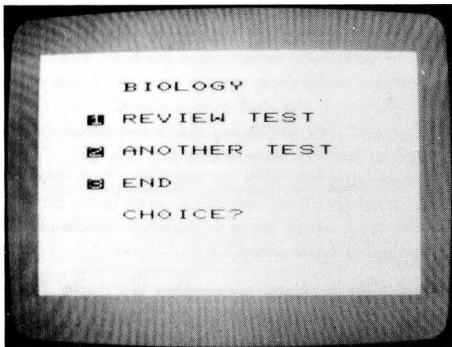 BIOLOGY
1 REVIEW TEST
2 ANOTHER TEST
3 END
CHOICE?